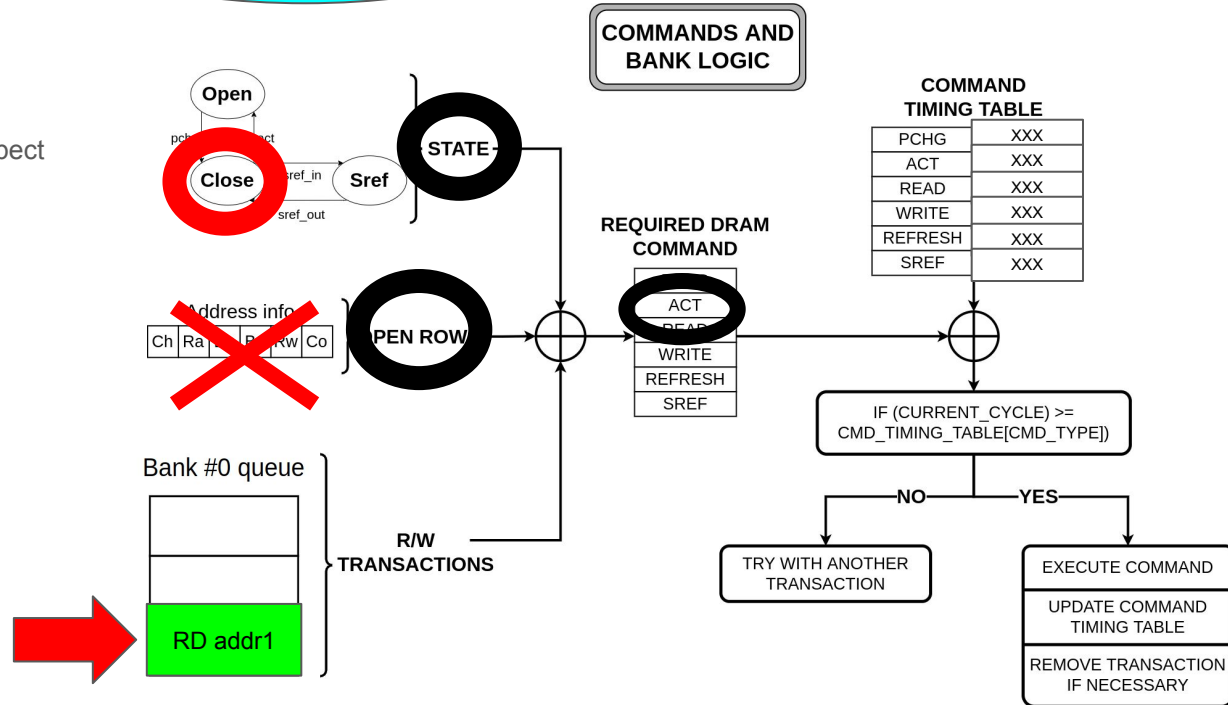 COMMANDS AND
BANK LOGIC
Open
act
Close
sref_in
Sref
sref_out
STATE
Address info
Ch Ra Rw Co
OPEN ROW
Bank #0 queue
RD addr1
R/W
TRANSACTIONS
REQUIRED DRAM
COMMAND
ACT
READ
WRITE
REFRESH
SREF
COMMAND
TIMING TABLE
PCHG XXX
ACT XXX
READ XXX
WRITE XXX
REFRESH XXX
SREF XXX
IF (CURRENT_CYCLE) >=
CMD_TIMING_TABLE[CMD_TYPE])
NO
YES
TRY WITH ANOTHER
TRANSACTION
EXECUTE COMMAND
UPDATE COMMAND
TIMING TABLE
REMOVE TRANSACTION
IF NECESSARY